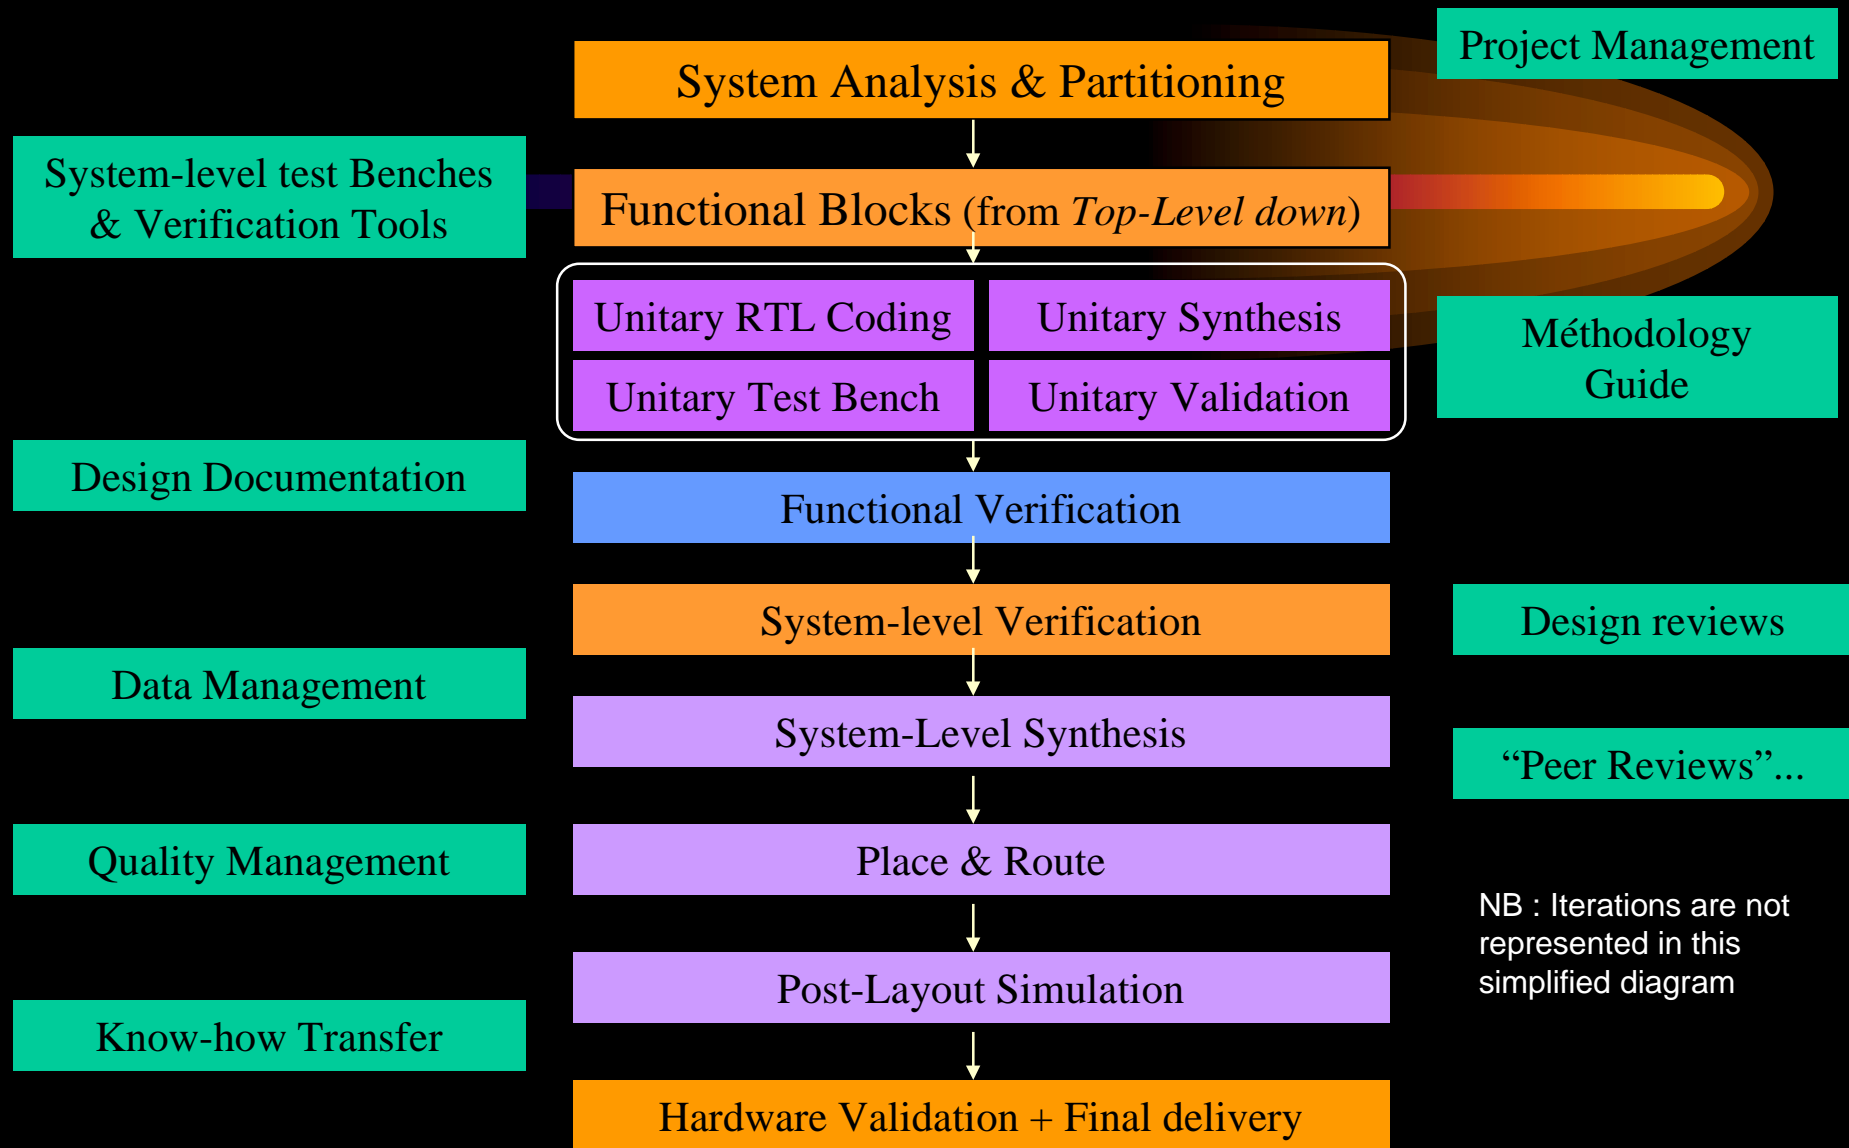 Project Management
System Analysis & Partitioning
System-level test Benches
& Verification Tools
Functional Blocks (from Top-Level down)
Unitary RTL Coding
Unitary Synthesis
Unitary Test Bench
Unitary Validation
Méthodology
Guide
Design Documentation
Functional Verification
System-level Verification
Design reviews
Data Management
System-Level Synthesis
“Peer Reviews”...
Quality Management
Place & Route
NB : Iterations are not
represented in this
simplified diagram
Post-Layout Simulation
Know-how Transfer
Hardware Validation + Final delivery